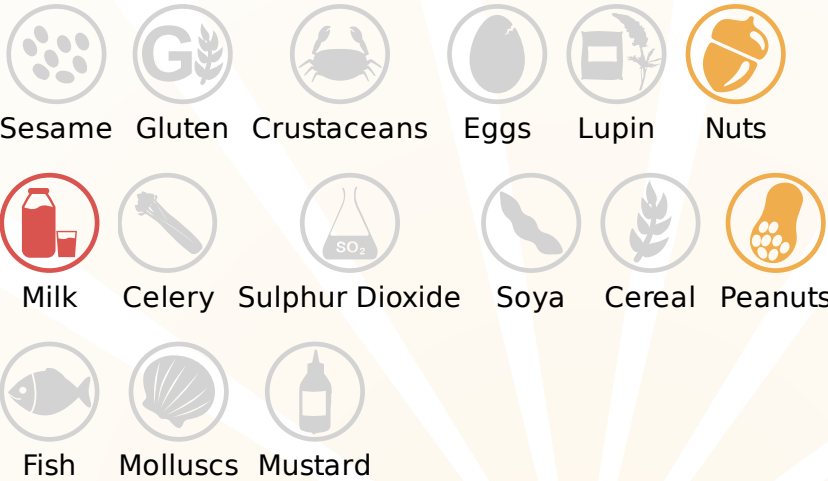 G
Sesame Gluten Crustaceans Eggs Lupin Nuts
SO₂
Milk Celery Sulphur Dioxide Soya Cereal Peanuts
Fish Molluscs Mustard